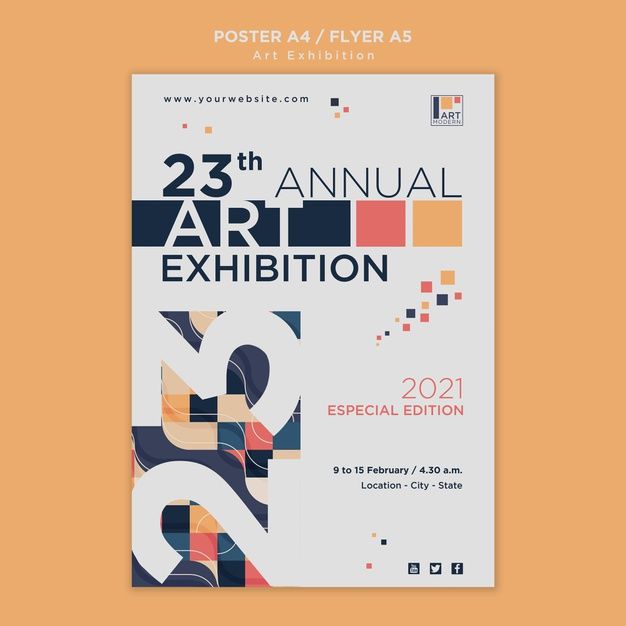 POSTER A4 / FLYER A5
Art Exhibition
www.yourwebsite.com
ART
MODERN
23th ANNUAL
ART
EXHIBITION
23
2021
ESPECIAL EDITION
9 to 15 February / 4.30 a.m.
Location - City - State